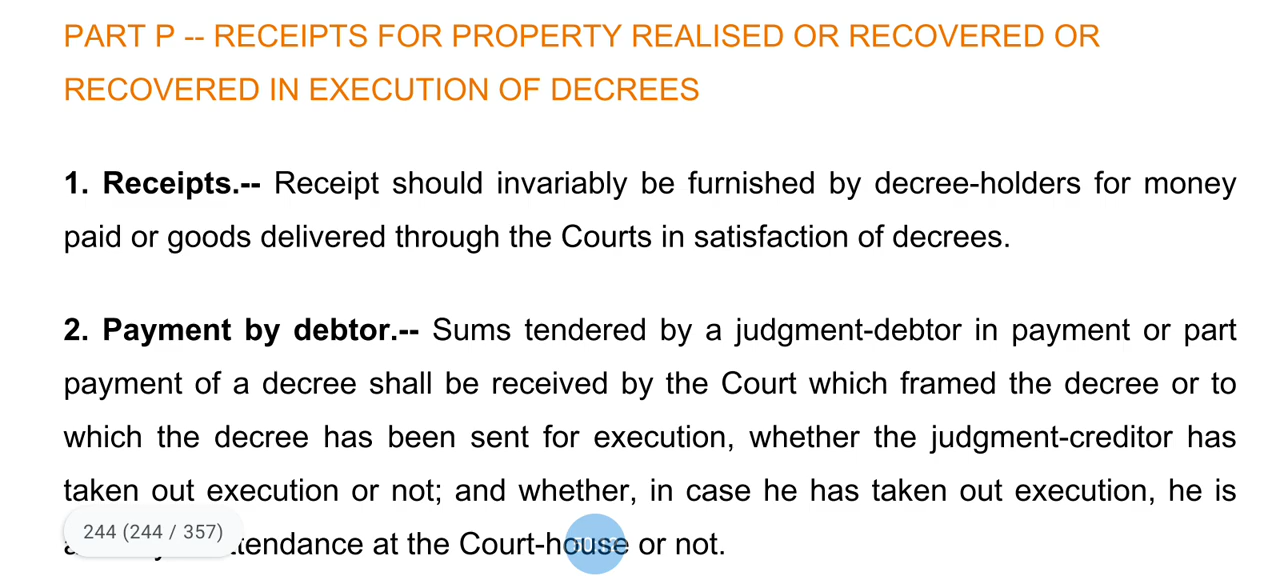 PART P -- RECEIPTS FOR PROPERTY REALISED OR RECOVERED OR
RECOVERED IN EXECUTION OF DECREES
1. Receipts.-- Receipt should invariably be furnished by decree-holders for money
paid or goods delivered through the Courts in satisfaction of decrees.
2. Payment by debtor.-- Sums tendered by a judgment-debtor in payment or part
payment of a decree shall be received by the Court which framed the decree or to
which the decree has been sent for execution, whether the judgment-creditor has
taken out execution or not; and whether, in case he has taken out execution, he is
244 (244 / 357)
at the Court-house or not.